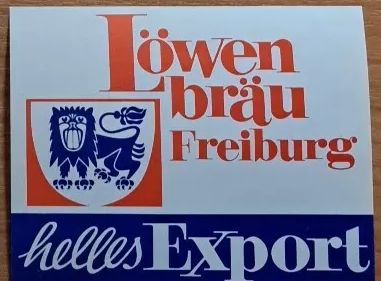 Löwen
bräu
Freiburg
helles Export